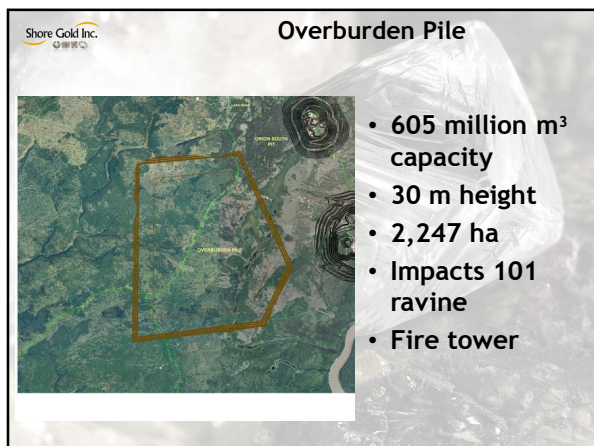 Shore Gold Inc.
Overburden Pile
ORION SOUTH
PIT
OVERBURDEN PILE
• 605 million m³
capacity
• 30 m height
• 2,247 ha
• Impacts 101
ravine
• Fire tower